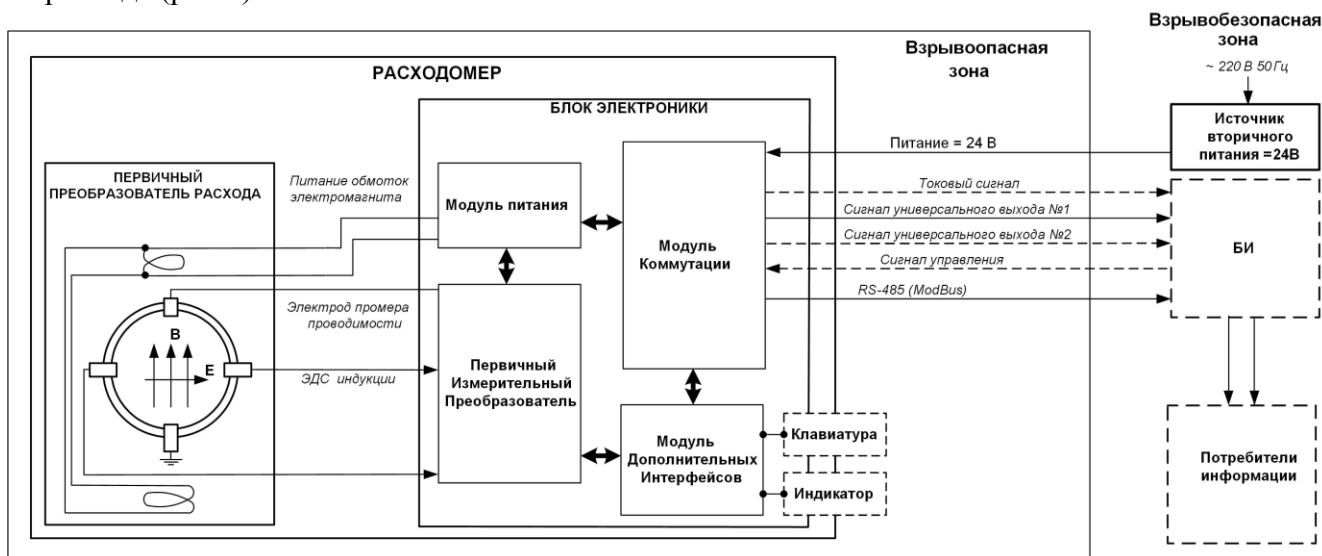 Взрывобезопасная
зона
~ 220 В 50 Гц
Взрывоопасная
зона
РАСХОДОМЕР
БЛОК ЭЛЕКТРОНИКИ
Источник
вторичного
питания =24В
Питание = 24 В
ПЕРВИЧНЫЙ
ПРЕОБРАЗОВАТЕЛЬ РАСХОДА
Питание обмоток
электромагнита
Модуль питания
Модуль
Коммутации
Токовый сигнал
Сигнал универсального выхода №1
Сигнал универсального выхода №2
Сигнал управления
RS-485 (ModBus)
БИ
Электрод промера
проводимости
B
E
ЭДС индукции
Первичный
Измерительный
Преобразователь
Модуль
Дополнительных
Интерфейсов
Клавиатура
Индикатор
Потребители
информации